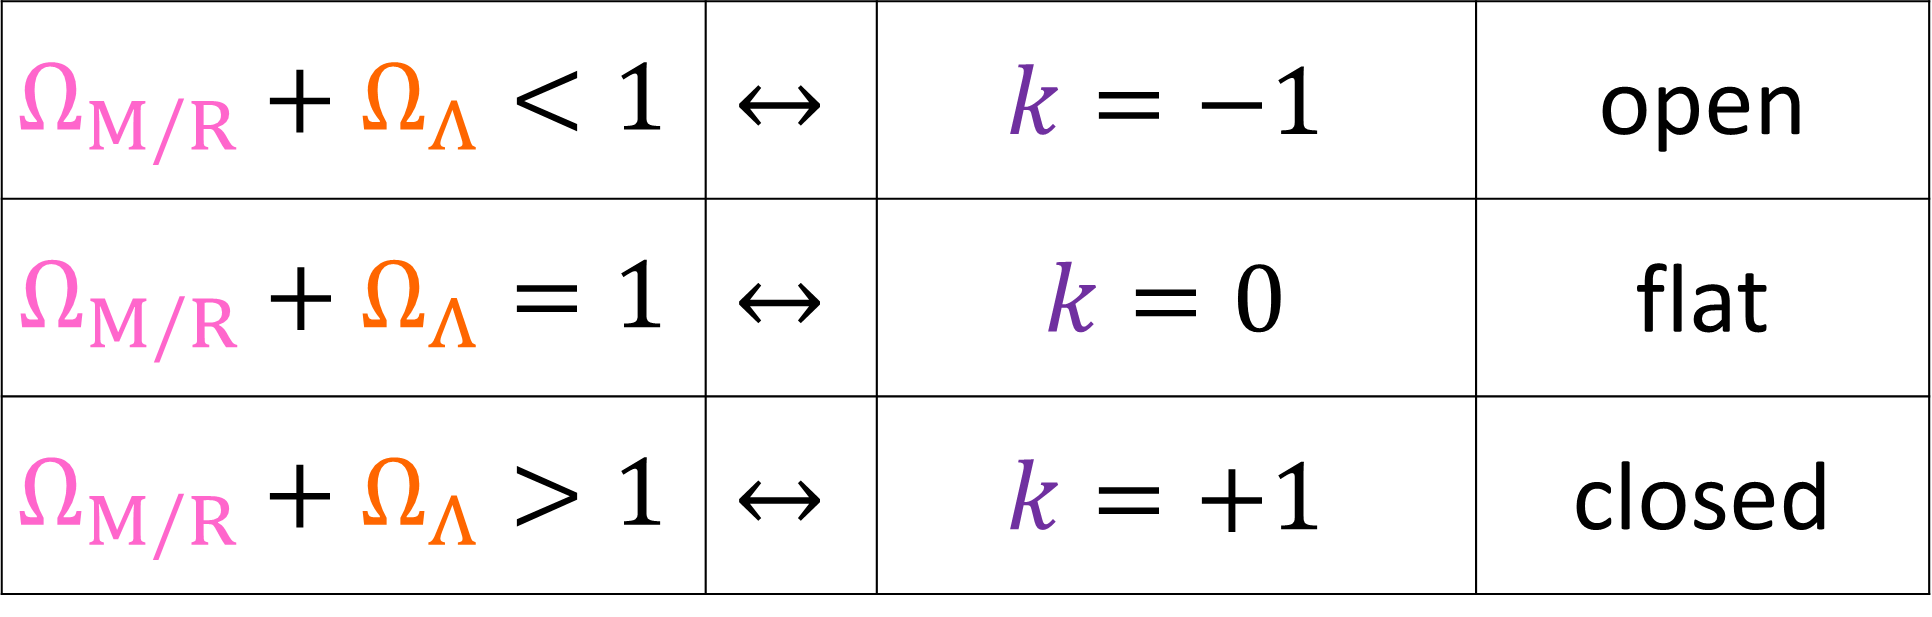 Ω_M/R + Ω_Λ < 1 ↔ k = −1 open
Ω_M/R + Ω_Λ = 1 ↔ k = 0 flat
Ω_M/R + Ω_Λ > 1 ↔ k = +1 closed